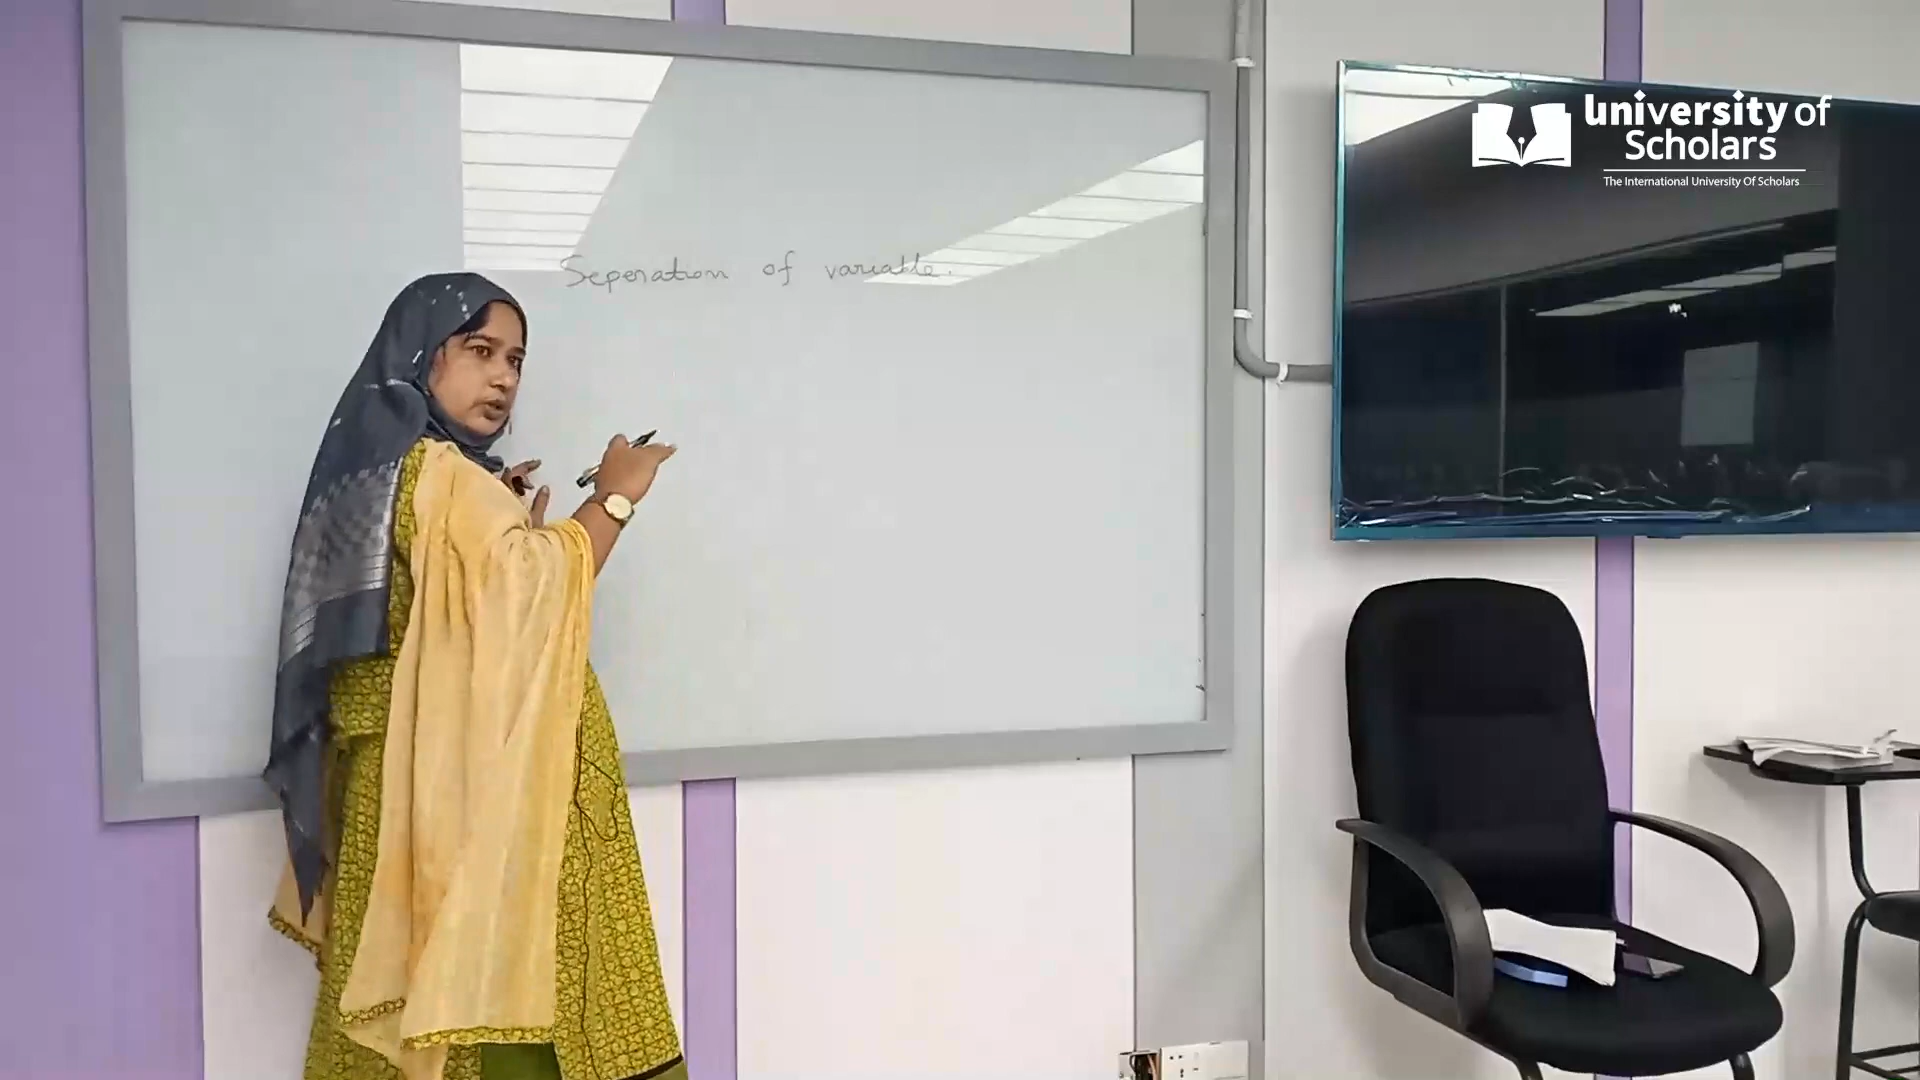 University of
Scholars
The International University Of Scholars
Seperation of variable.